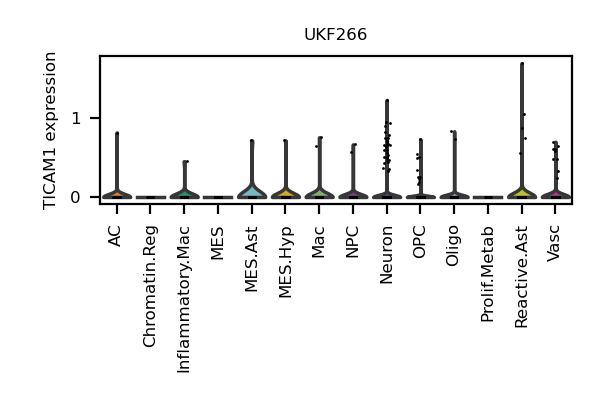 UKF266
TICAM1 expression
1
0
AC
Chromatin.Reg
Inflammatory.Mac
MES
MES.Ast
MES.Hyp
Mac
NPC
Neuron
OPC
Oligo
Prolif.Metab
Reactive.Ast
Vasc